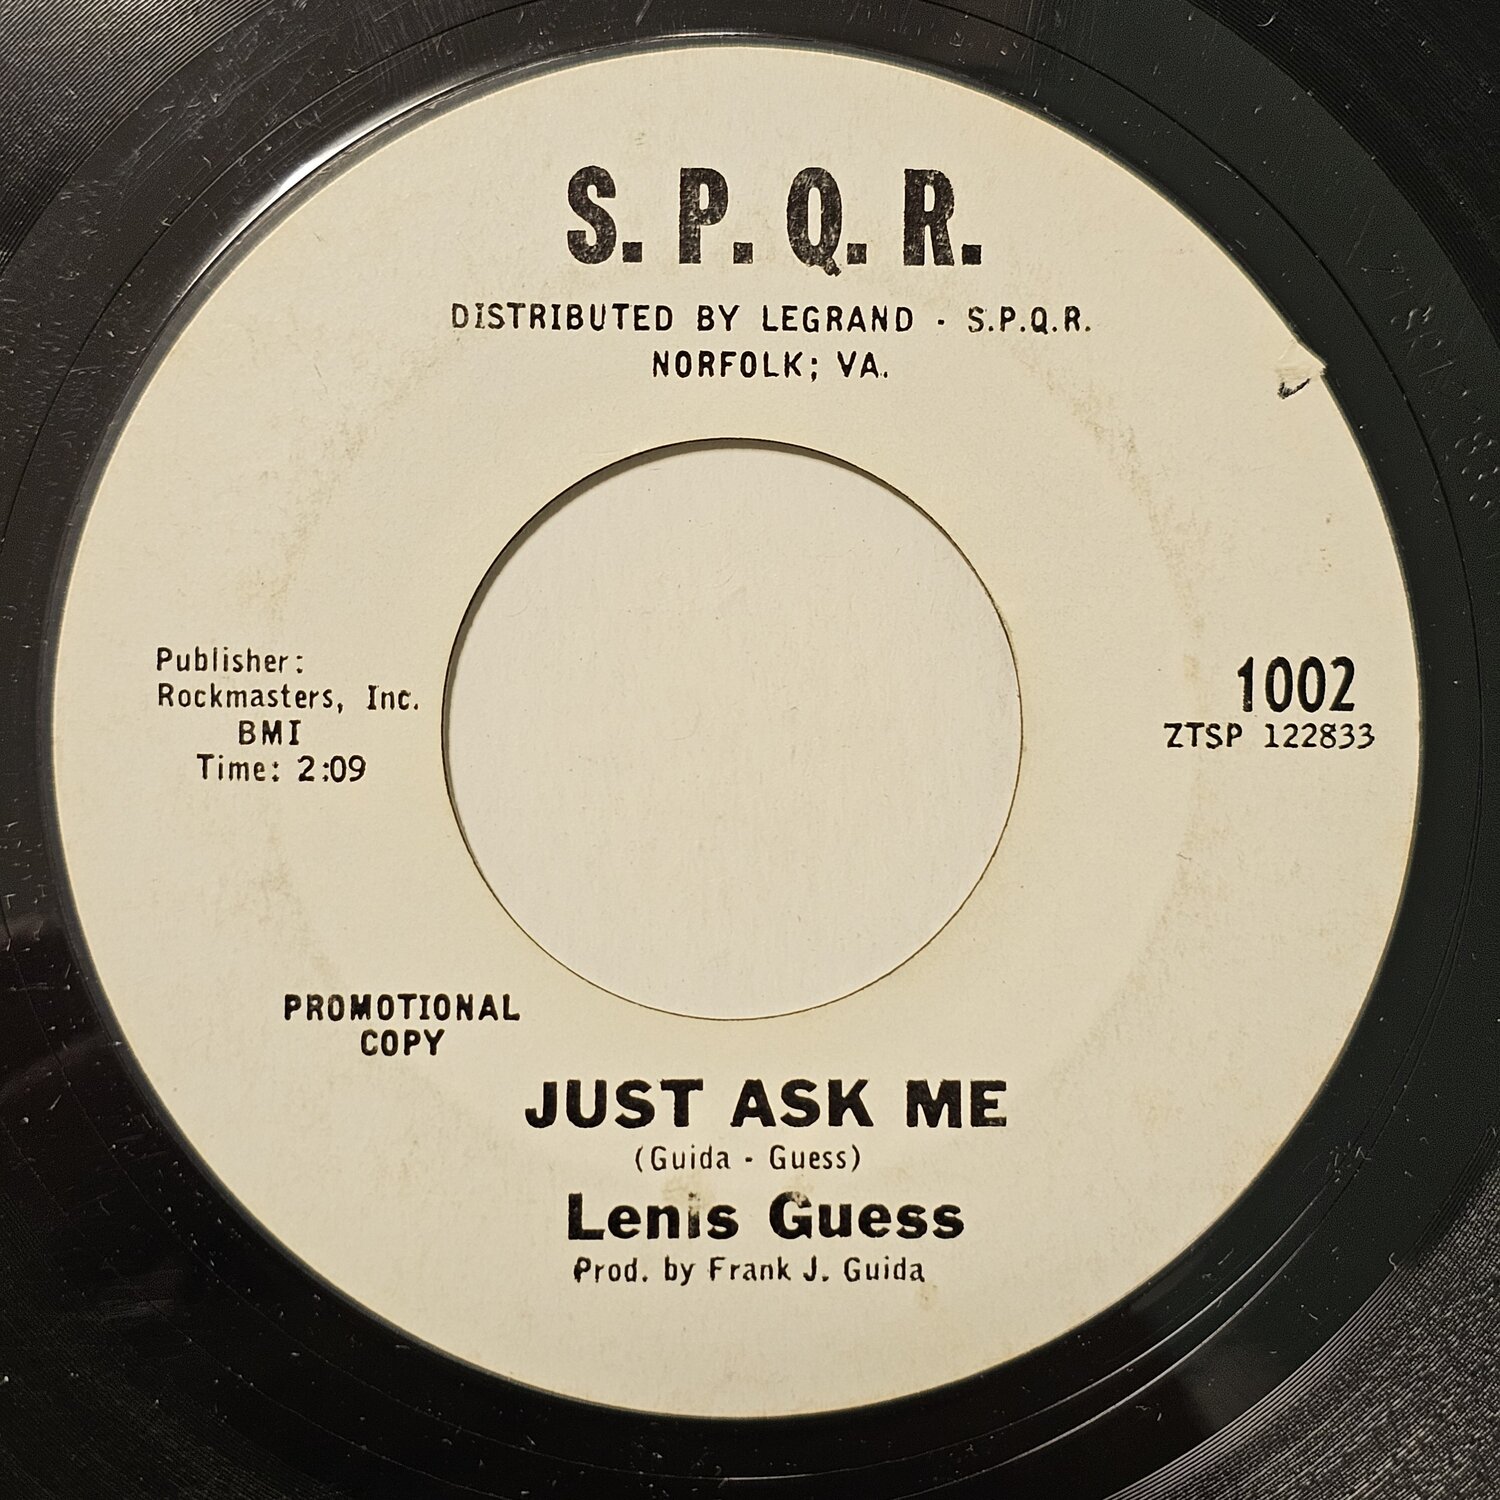 S. P. Q. R.
DISTRIBUTED BY LEGRAND · S.P.Q.R.
NORFOLK; VA.
Publisher:
Rockmasters, Inc.
BMI
Time: 2:09
1002
ZTSP 122833
PROMOTIONAL
COPY
JUST ASK ME
(Guida - Guess)
Lenis Guess
Prod. by Frank J. Guida